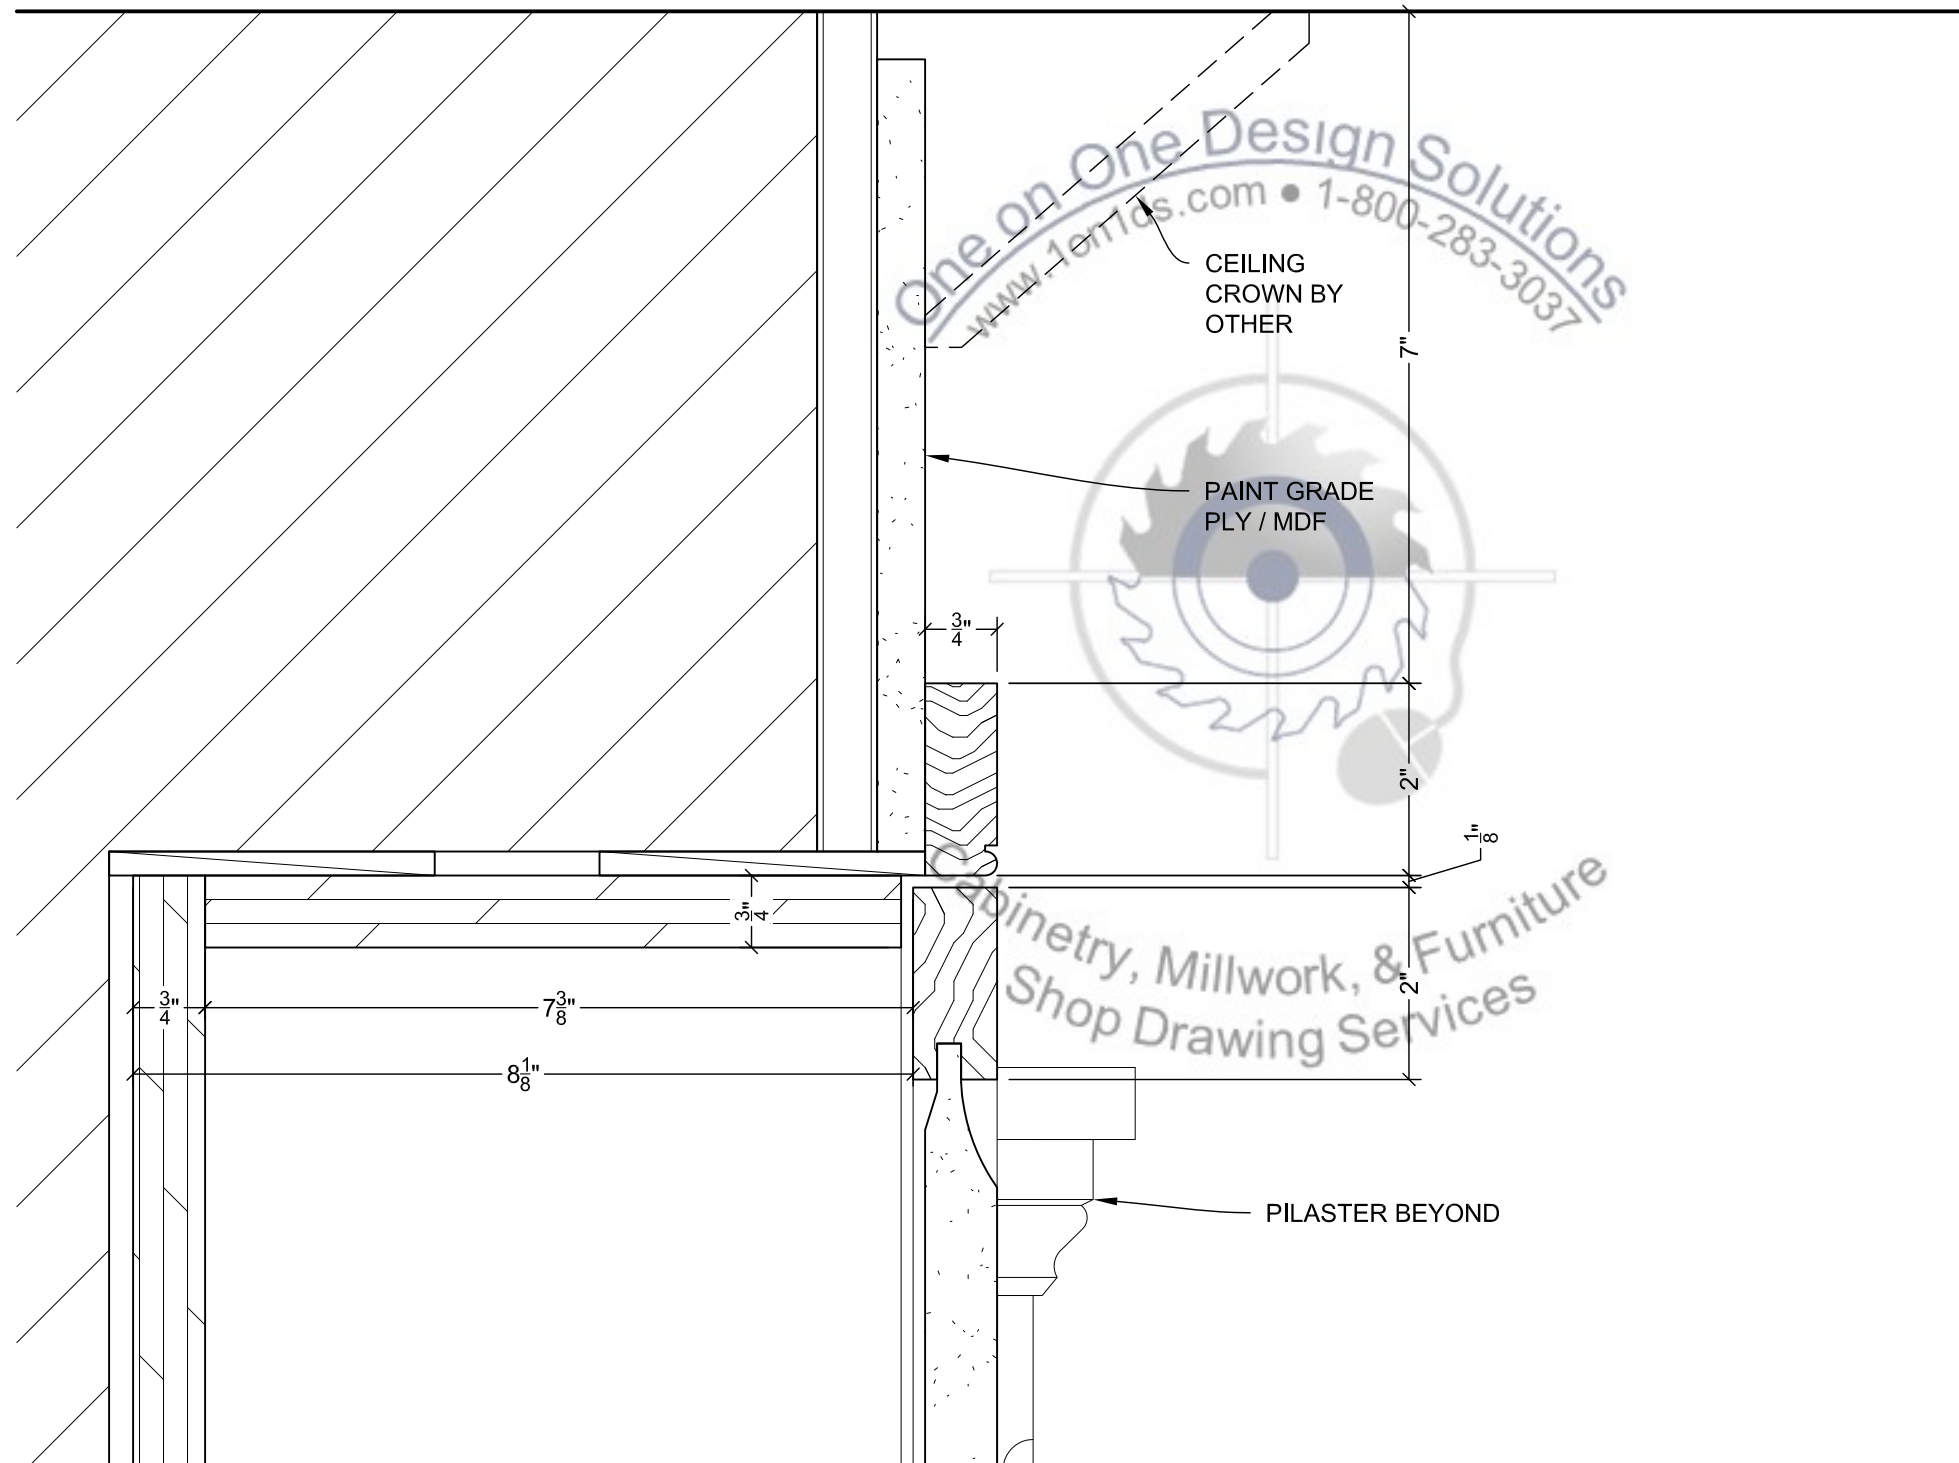 One on One Design Solutions
www.1on1ds.com • 1-800-283-3037
CEILING
CROWN BY
OTHER
7"
PAINT GRADE
PLY / MDF
3/4"
2"
1/8"
3/4"
Cabinetry, Millwork, & Furniture
Shop Drawing Services
2"
3/4"
7 3/8"
8 1/8"
PILASTER BEYOND